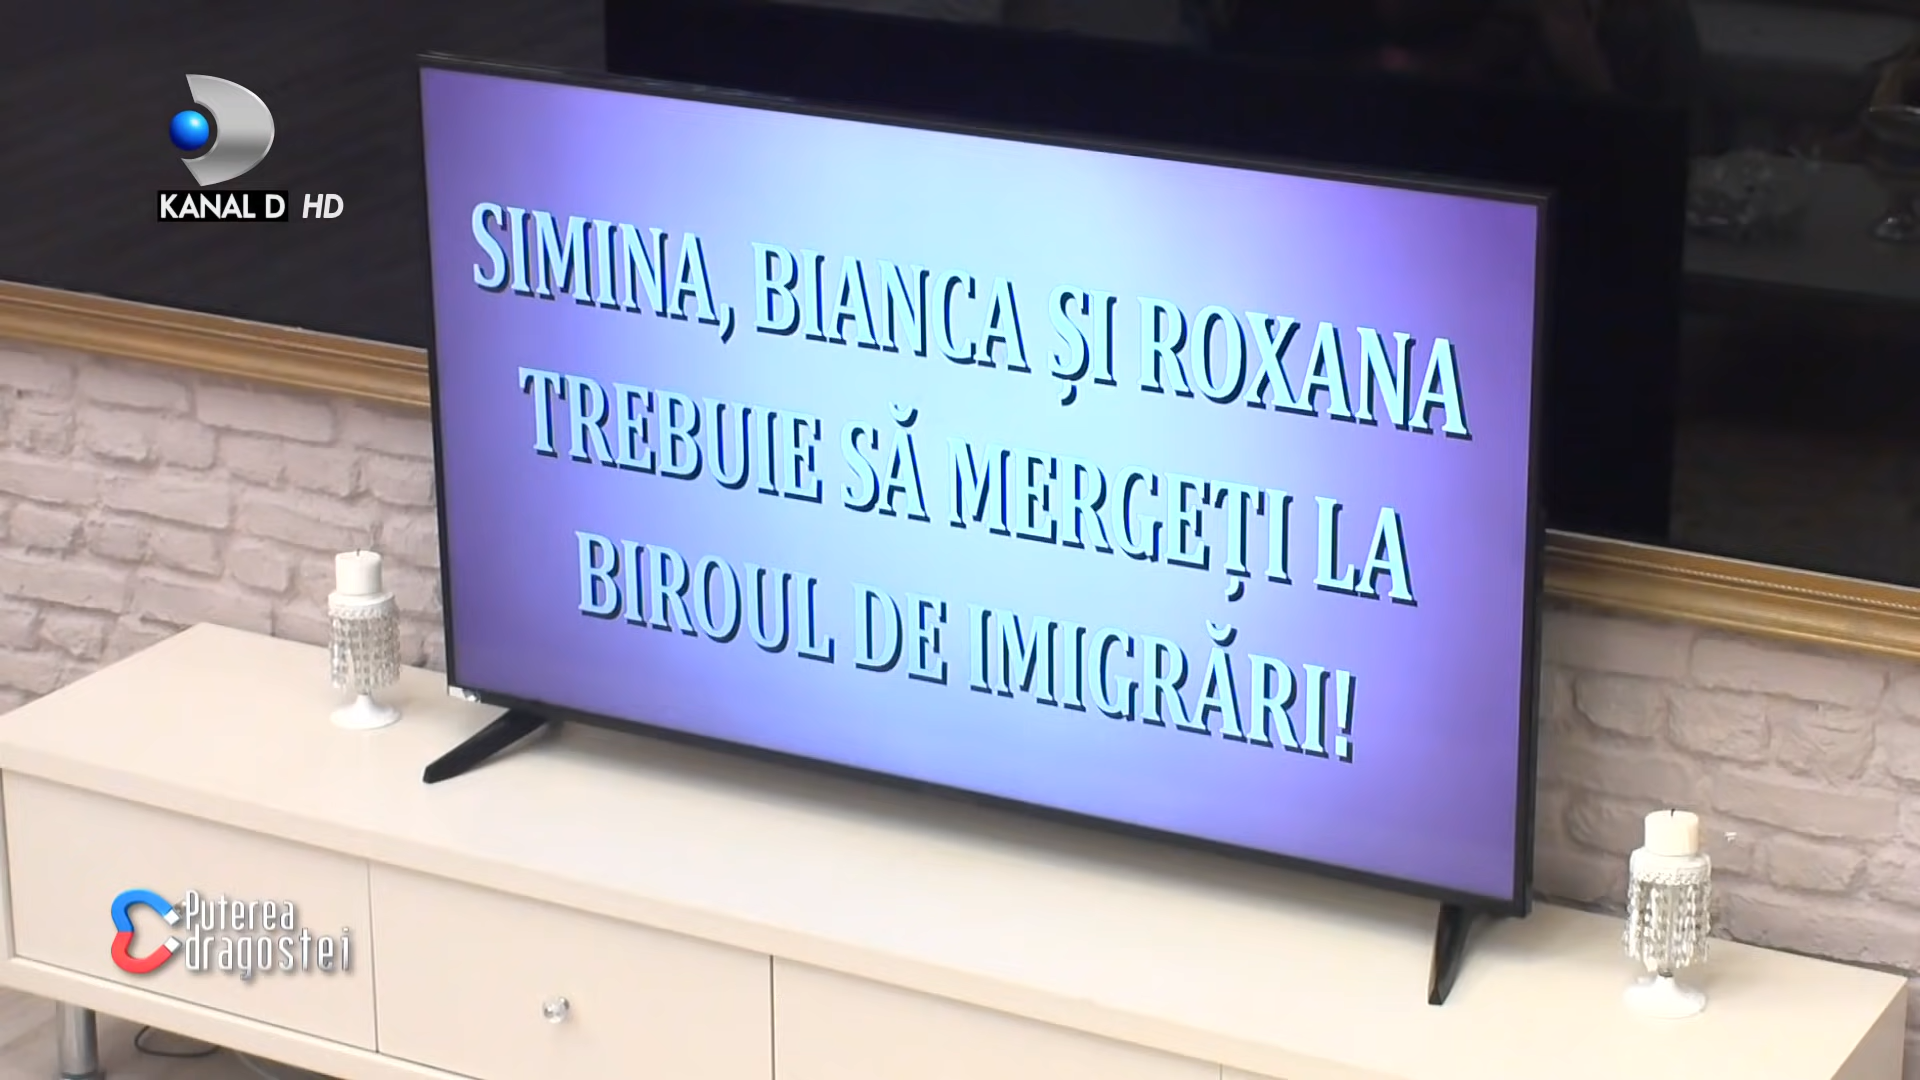 KANAL D HD
SIMINA, BIANCA ȘI ROXANA
TREBUIE SĂ MERGEȚI LA
BIROUL DE IMIGRĂRI!
Puterea
dragostei